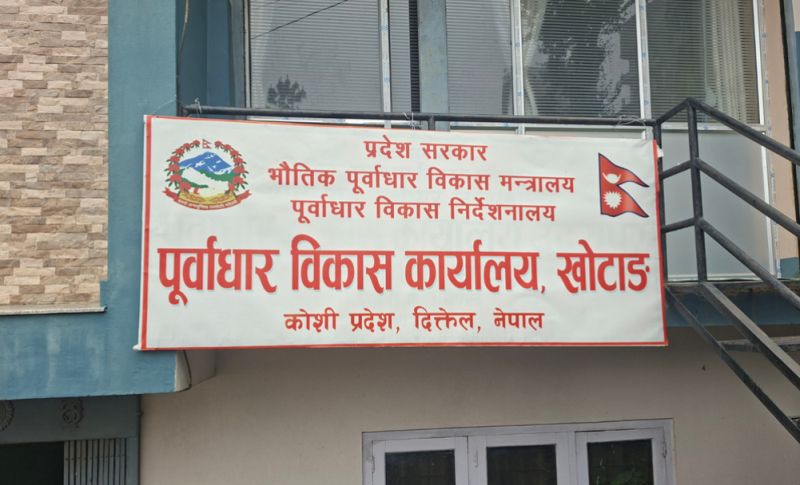 प्रदेश सरकार
भौतिक पूर्वाधार विकास मन्त्रालय
पूर्वाधार विकास निर्देशनालय
पूर्वाधार विकास कार्यालय, खोटाङ
कोशी प्रदेश, दिक्तेल, नेपाल